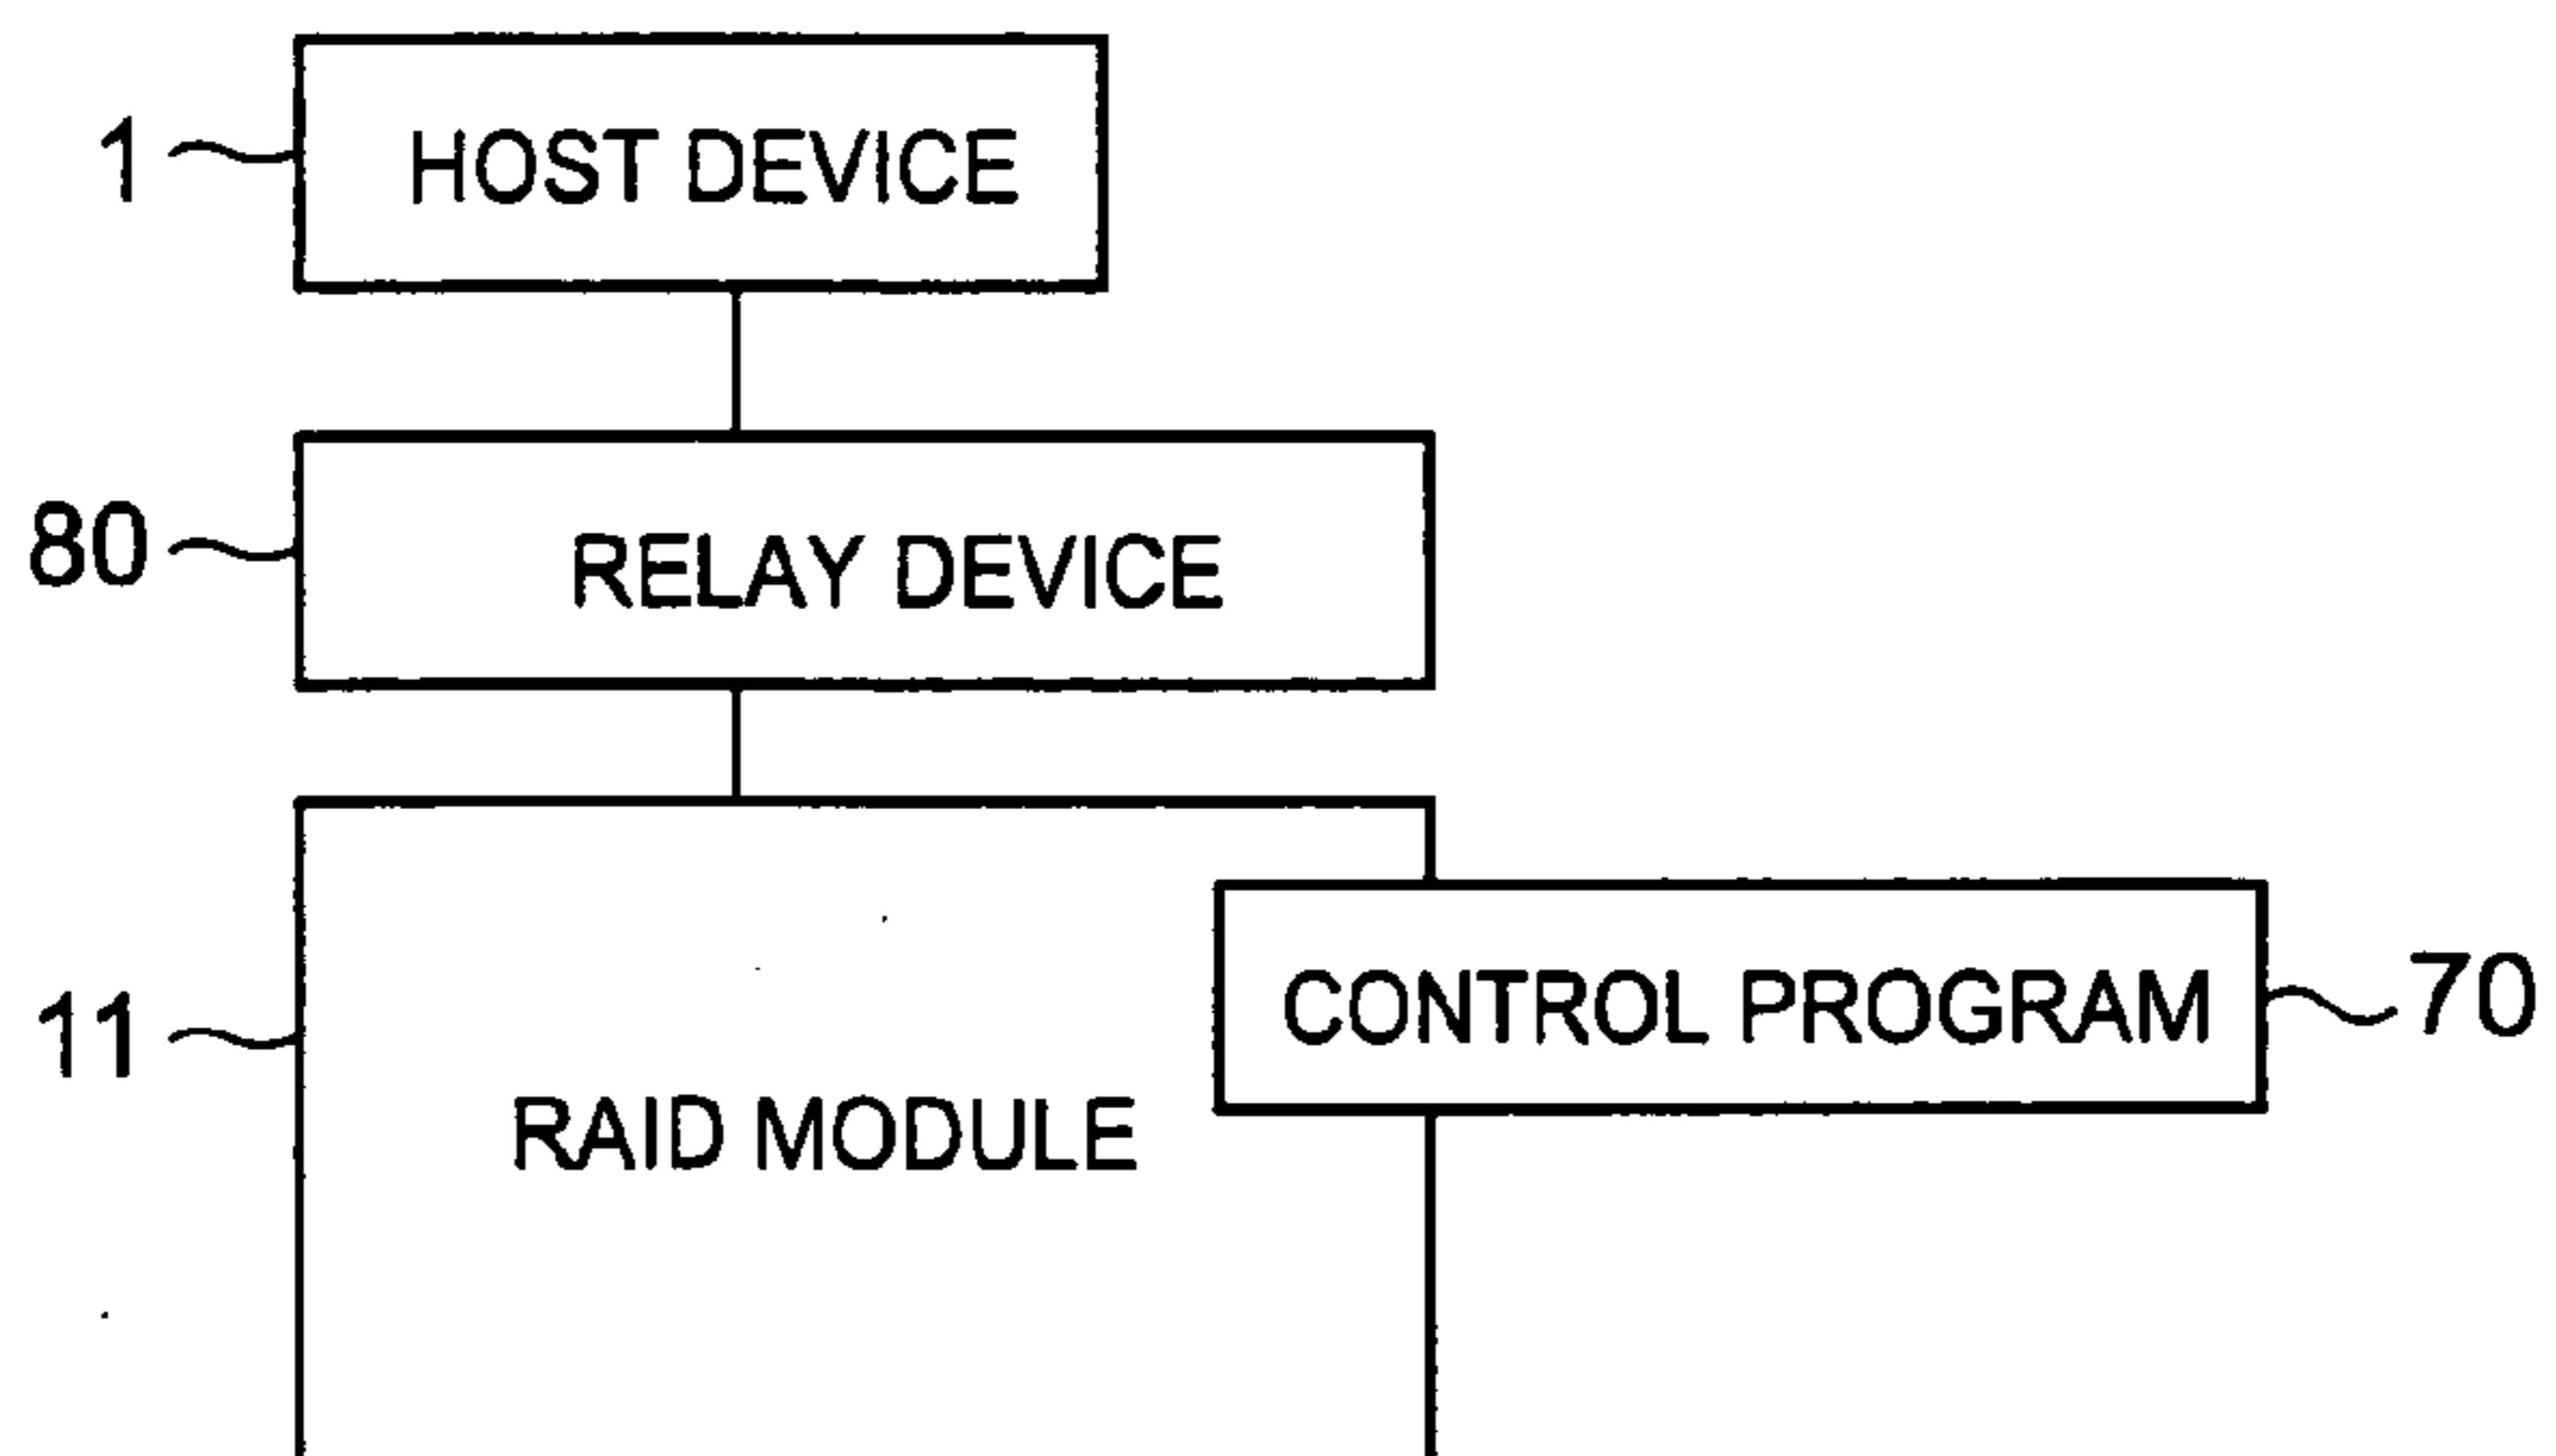 1 HOST DEVICE
80 RELAY DEVICE
CONTROL PROGRAM 70
11 RAID MODULE